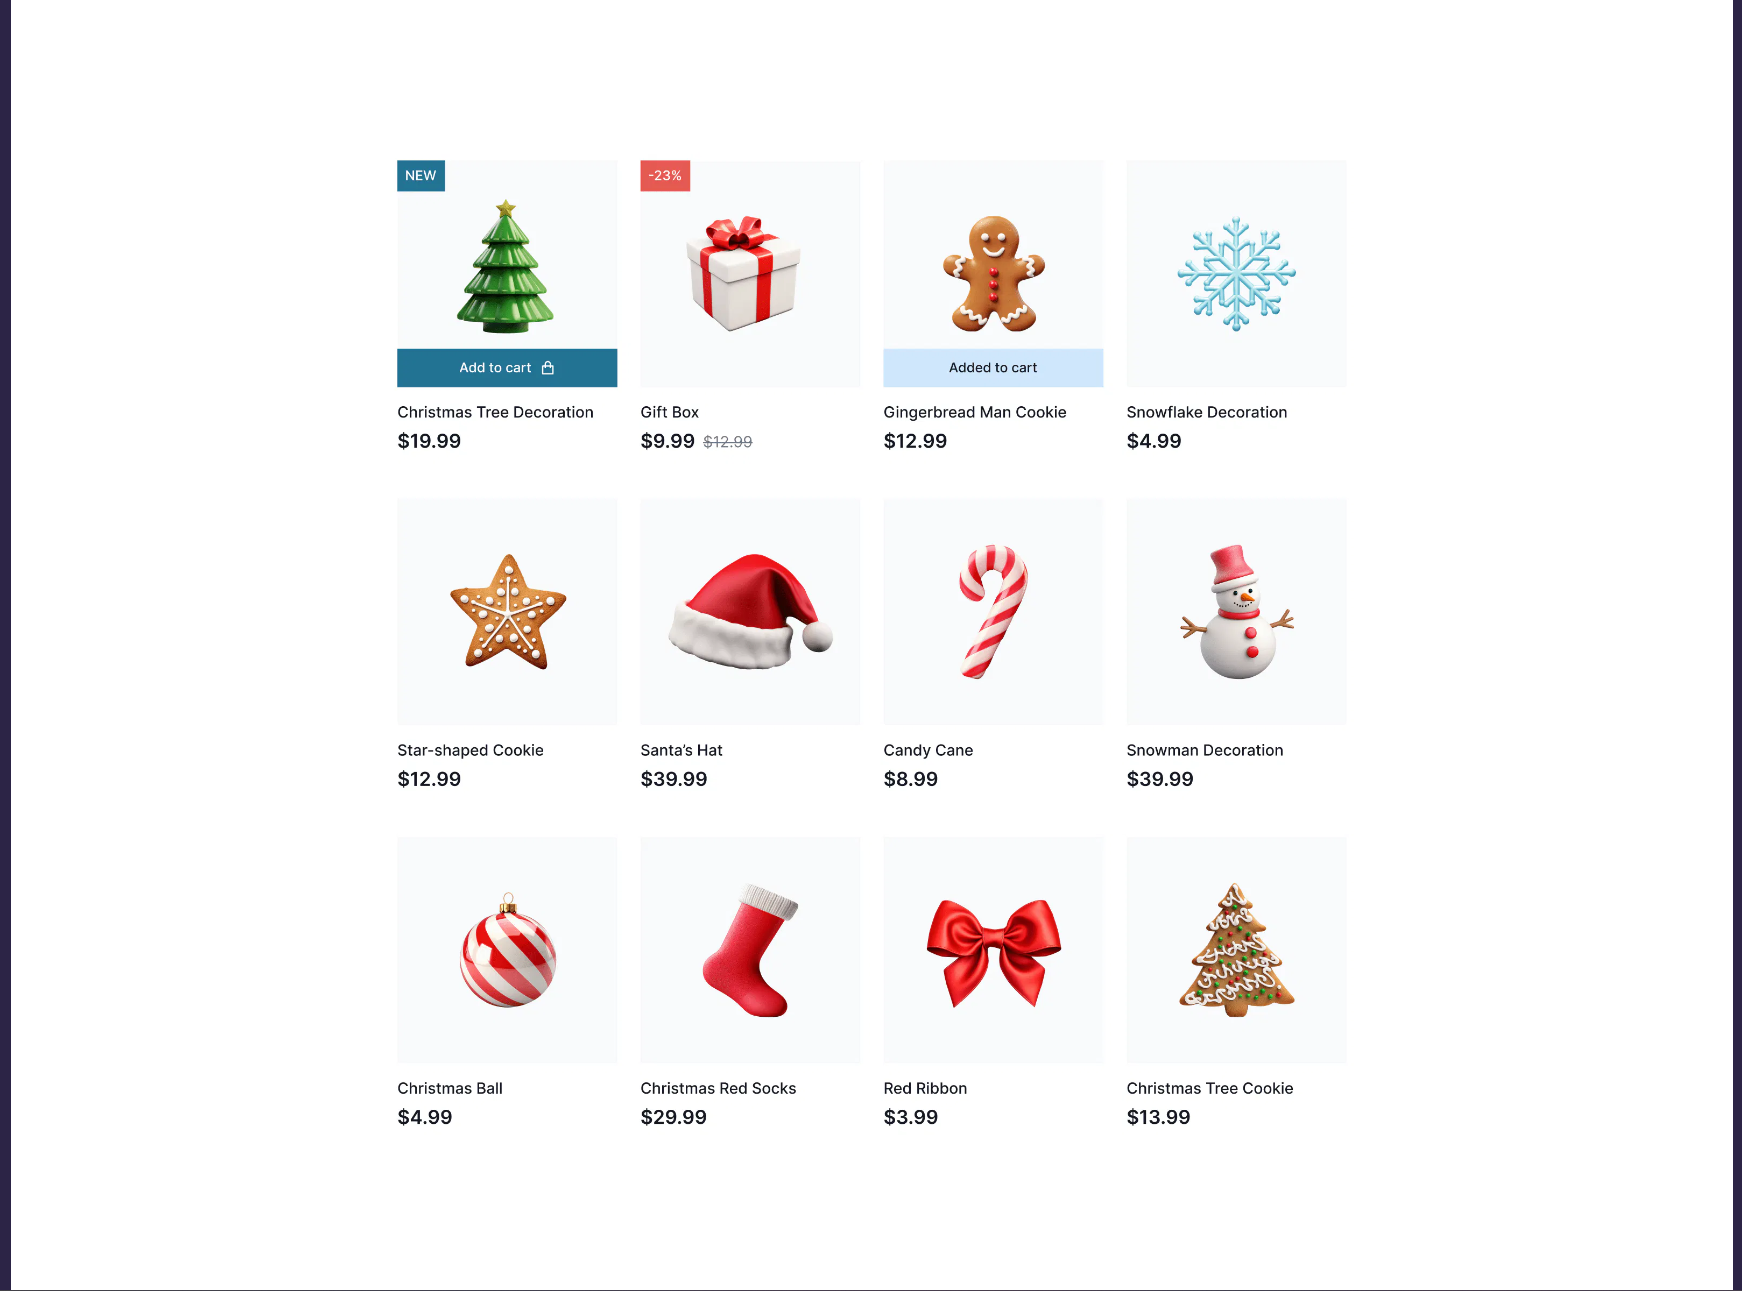 NEW
-23%
Add to cart
Added to cart
Christmas Tree Decoration
$19.99
Gift Box
$9.99 $12.99
Gingerbread Man Cookie
$12.99
Snowflake Decoration
$4.99
Star-shaped Cookie
$12.99
Santa’s Hat
$39.99
Candy Cane
$8.99
Snowman Decoration
$39.99
Christmas Ball
$4.99
Christmas Red Socks
$29.99
Red Ribbon
$3.99
Christmas Tree Cookie
$13.99